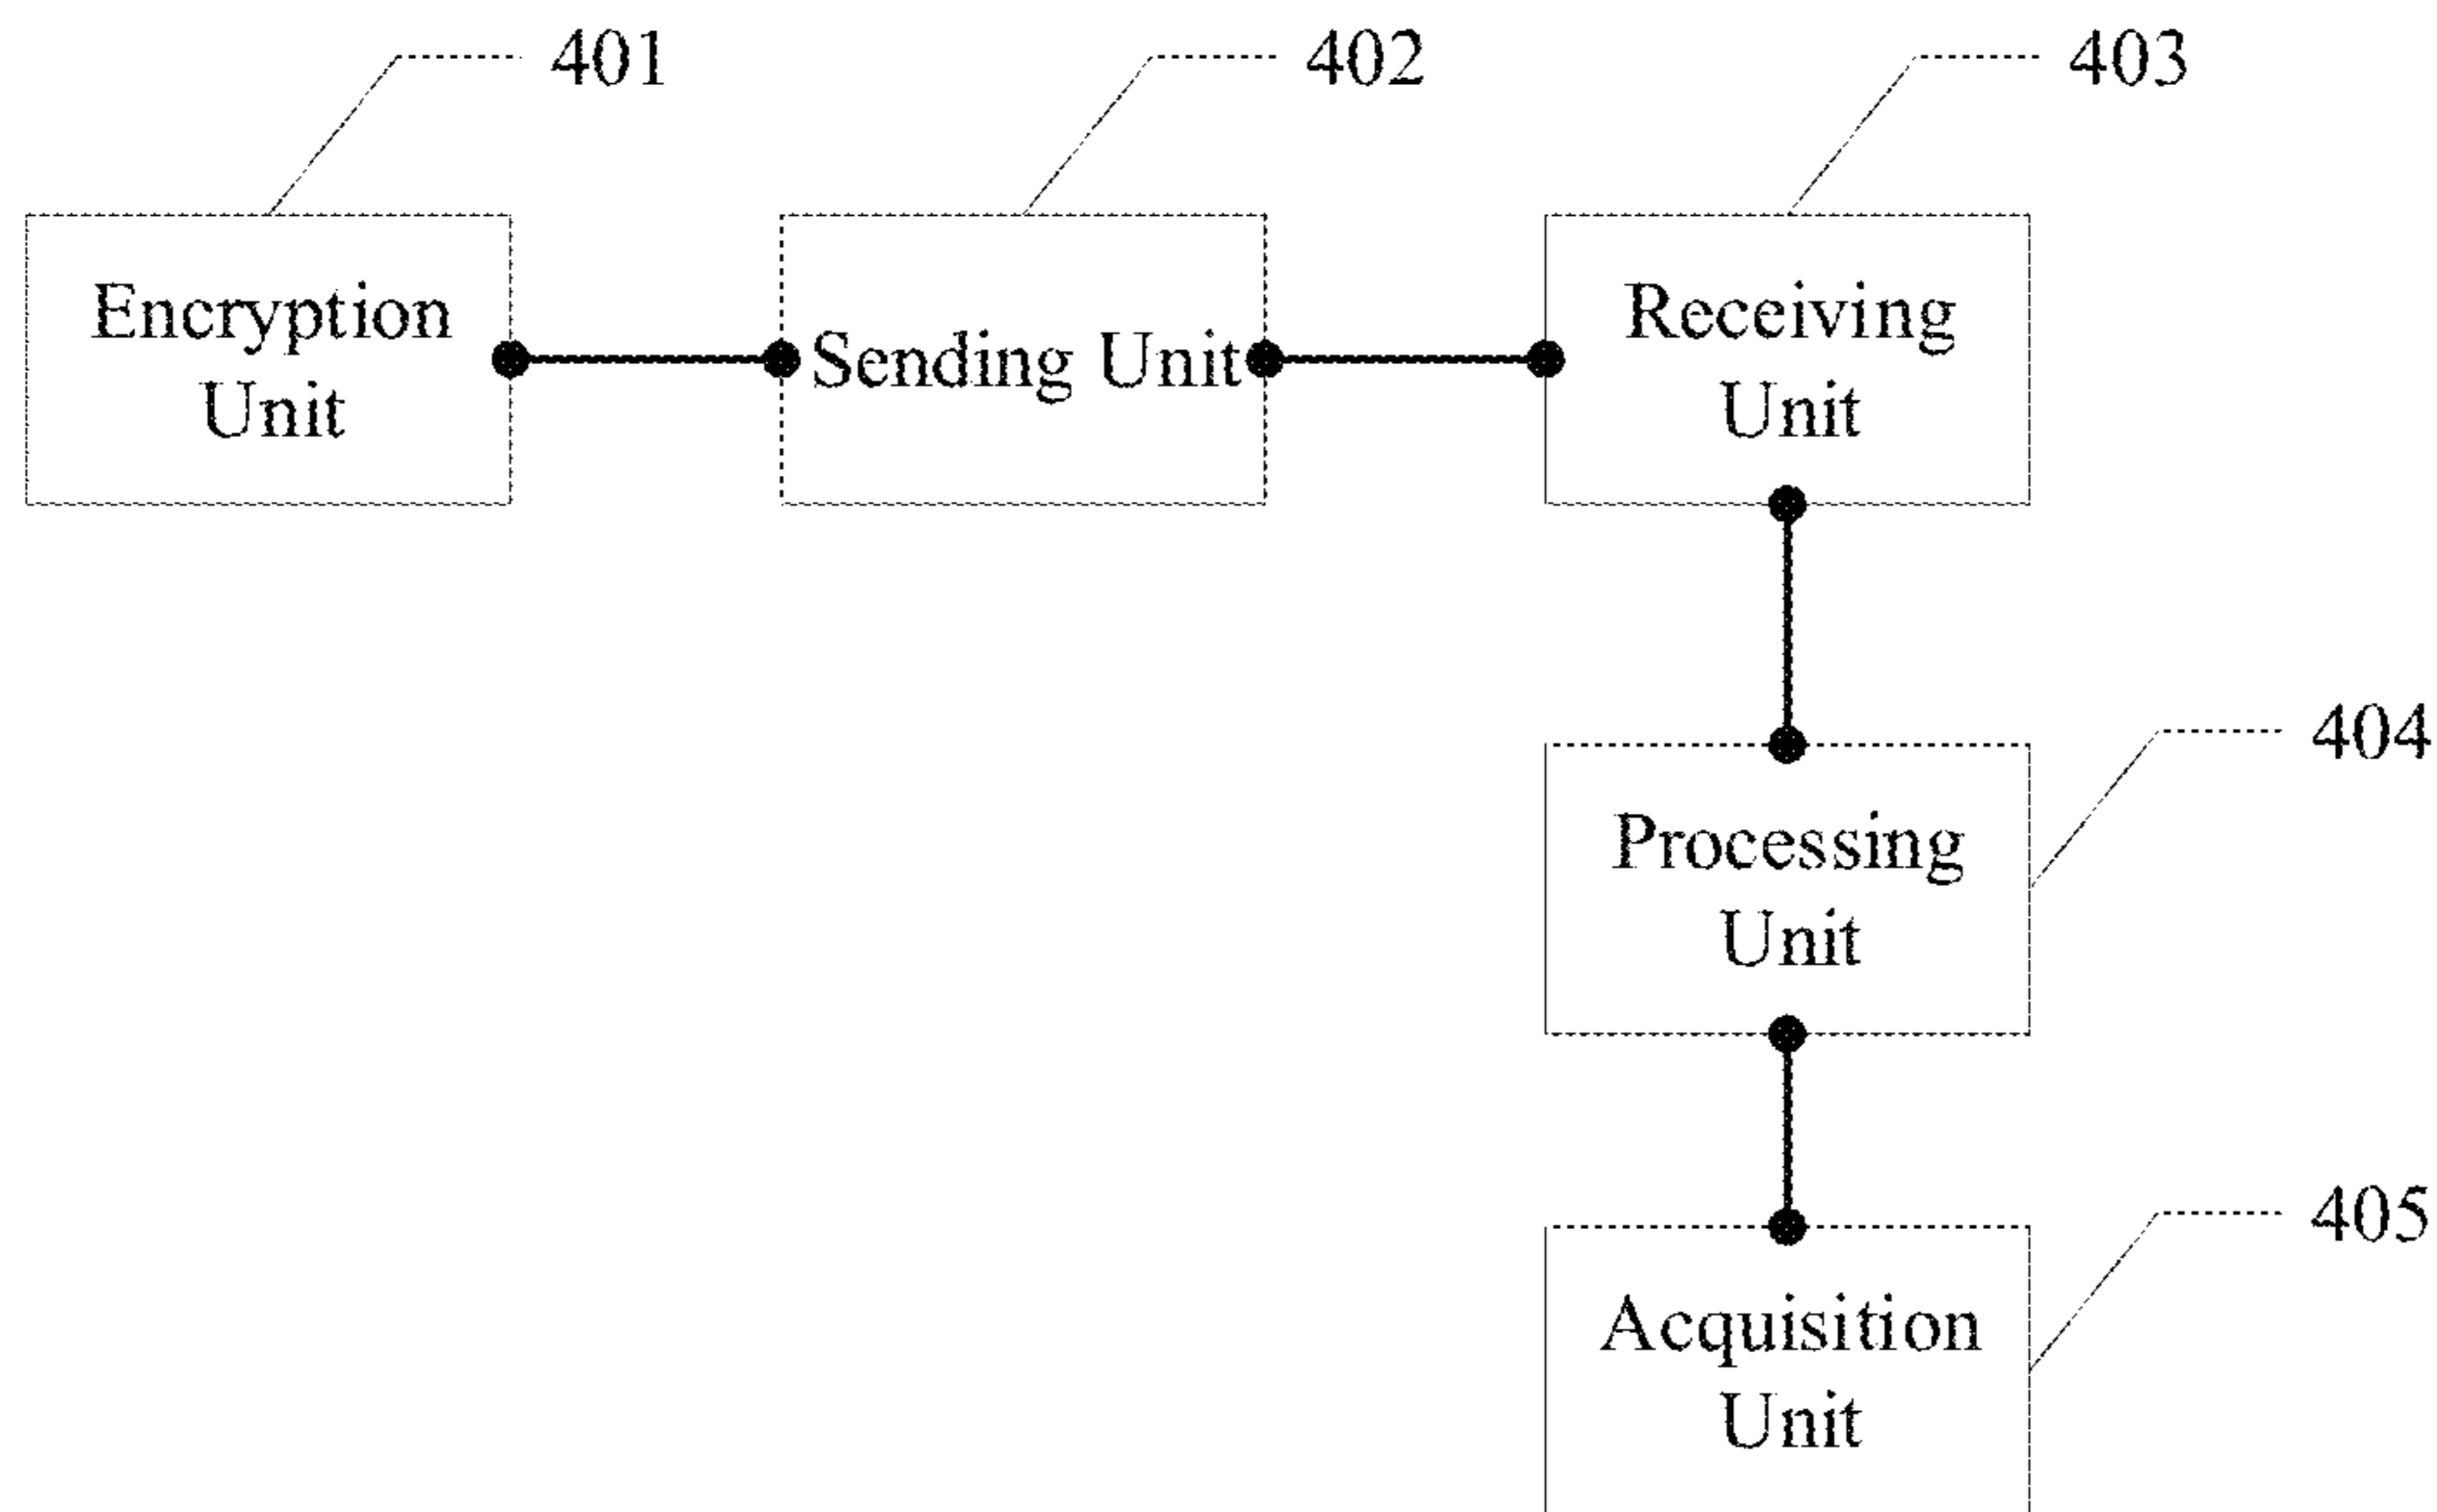 401
402
403
Encryption
Unit
Sending Unit
Receiving
Unit
404
Processing
Unit
405
Acquisition
Unit